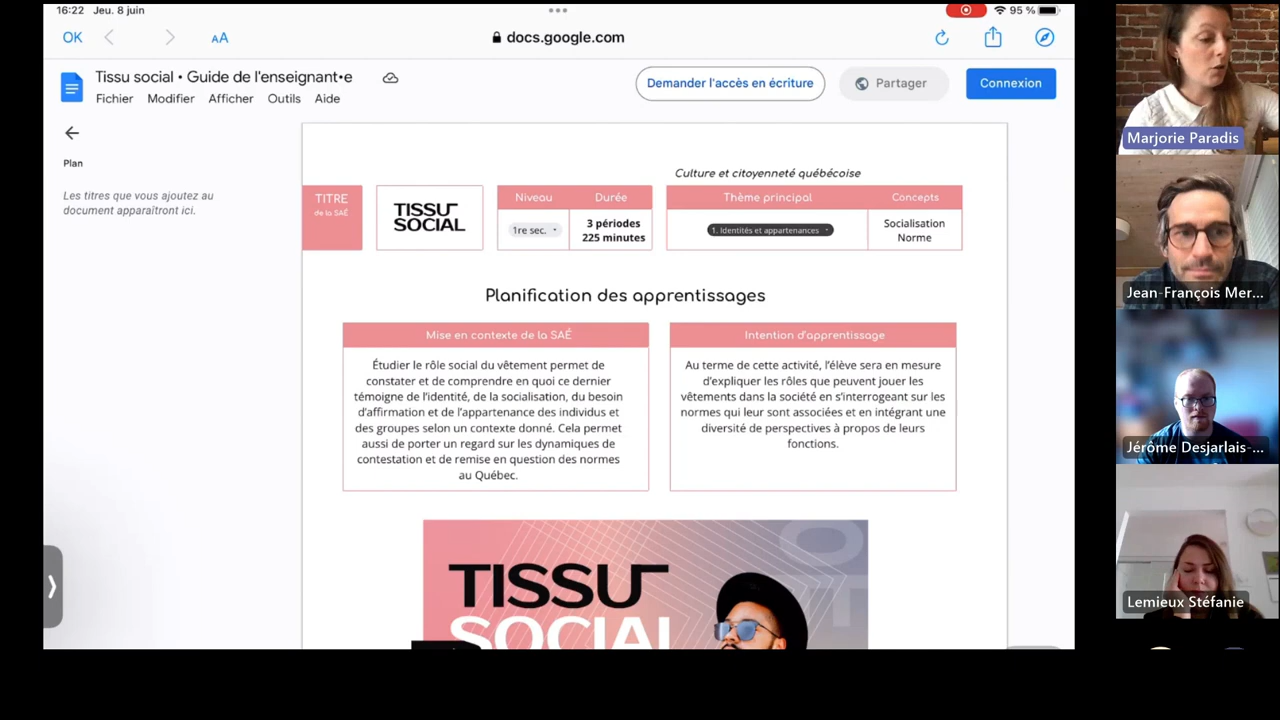 16:22 Jeu. 8 juin
95 %
OK
AA
docs.google.com
Tissu social • Guide de l'enseignant•e
Demander l'accès en écriture
Partager
Connexion
Fichier Modifier Afficher Outils Aide
Plan
Les titres que vous ajoutez au
document apparaîtront ici.
Culture et citoyenneté québécoise
TITRE
de la SAÉ
TISSU
SOCIAL
Niveau
Durée
1re sec.
3 périodes
225 minutes
Thème principal
Concepts
1. Identités et appartenances
Socialisation
Norme
Planification des apprentissages
Mise en contexte de la SAÉ
Étudier le rôle social du vêtement permet de
constater et de comprendre en quoi ce dernier
témoigne de l'identité, de la socialisation, du besoin
d'affirmation et de l'appartenance des individus et
des groupes selon un contexte donné. Cela permet
aussi de porter un regard sur les dynamiques de
contestation et de remise en question des normes
au Québec.
Intention d'apprentissage
Au terme de cette activité, l'élève sera en mesure
d'expliquer les rôles que peuvent jouer les
vêtements dans la société en s'interrogeant sur les
normes qui leur sont associées et en intégrant une
diversité de perspectives à propos de leurs
fonctions.
TISSU
SOCIAL
Marjorie Paradis
Jean-François Mer...
Jérôme Desjarlais-...
Lemieux Stéfanie